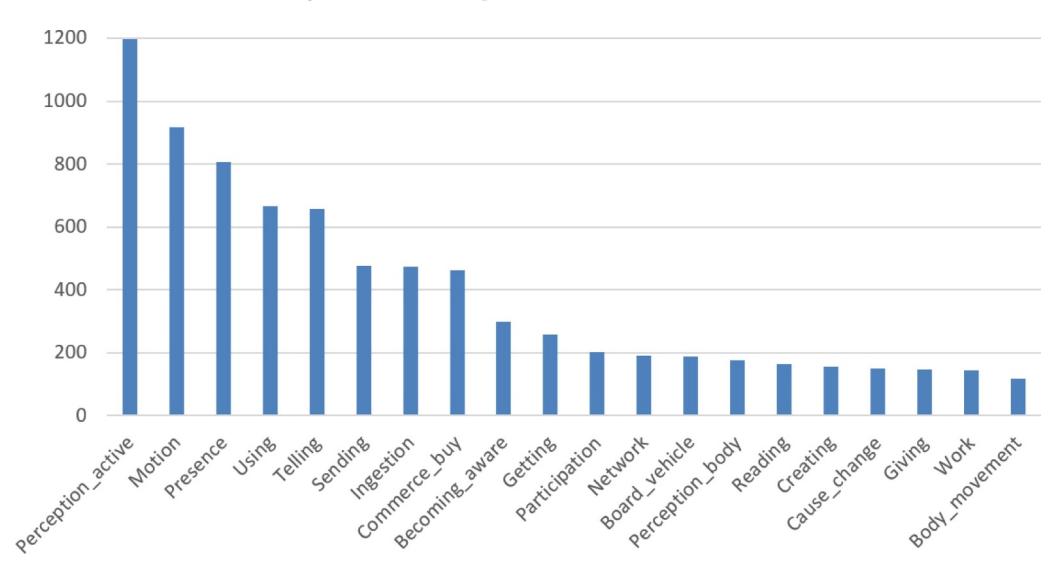 1200
1000
800
600
400
200
0
Perception_active
Motion
Presence
Using
Telling
Sending
Ingestion
Commerce_buy
Becoming_aware
Getting
Participation
Network
Board_vehicle
Perception_body
Reading
Creating
Cause_change
Giving
Work
Body_movement